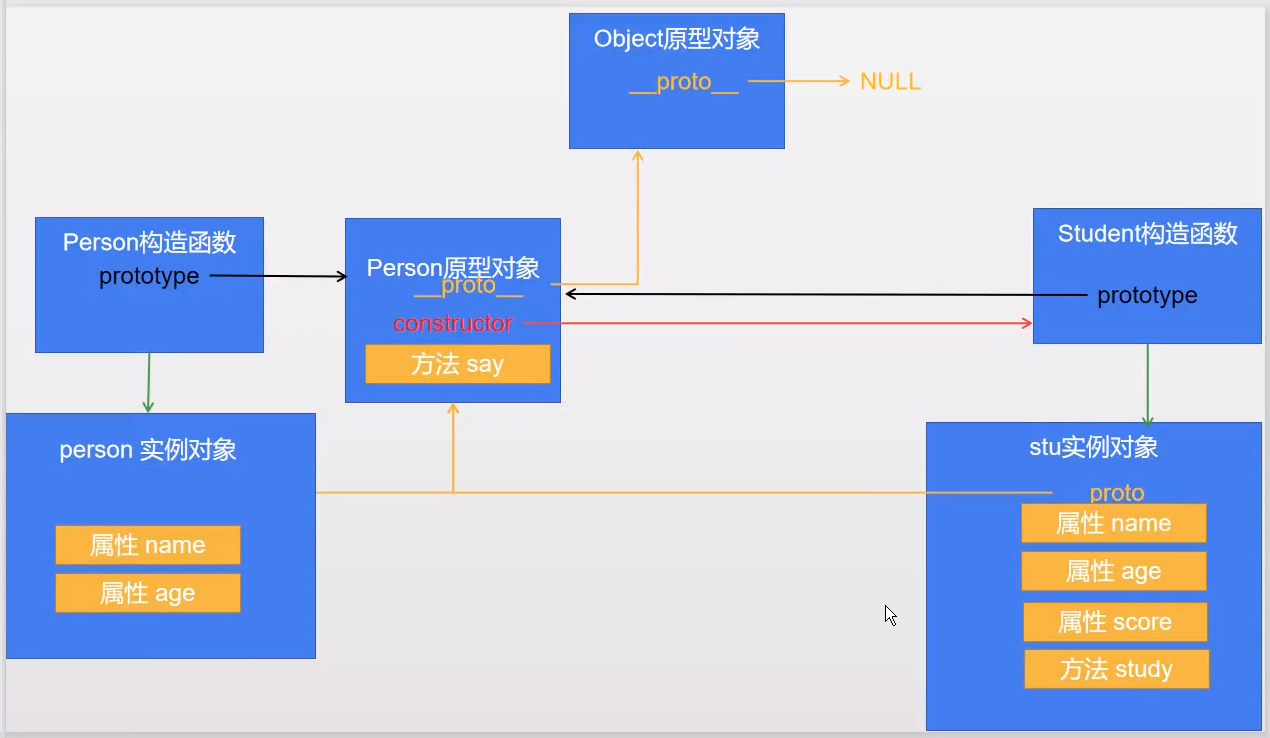 Object原型对象
__proto__
NULL
Person构造函数
prototype
Person原型对象
__proto__
constructor
方法 say
Student构造函数
prototype
person 实例对象
属性 name
属性 age
stu实例对象
proto
属性 name
属性 age
属性 score
方法 study